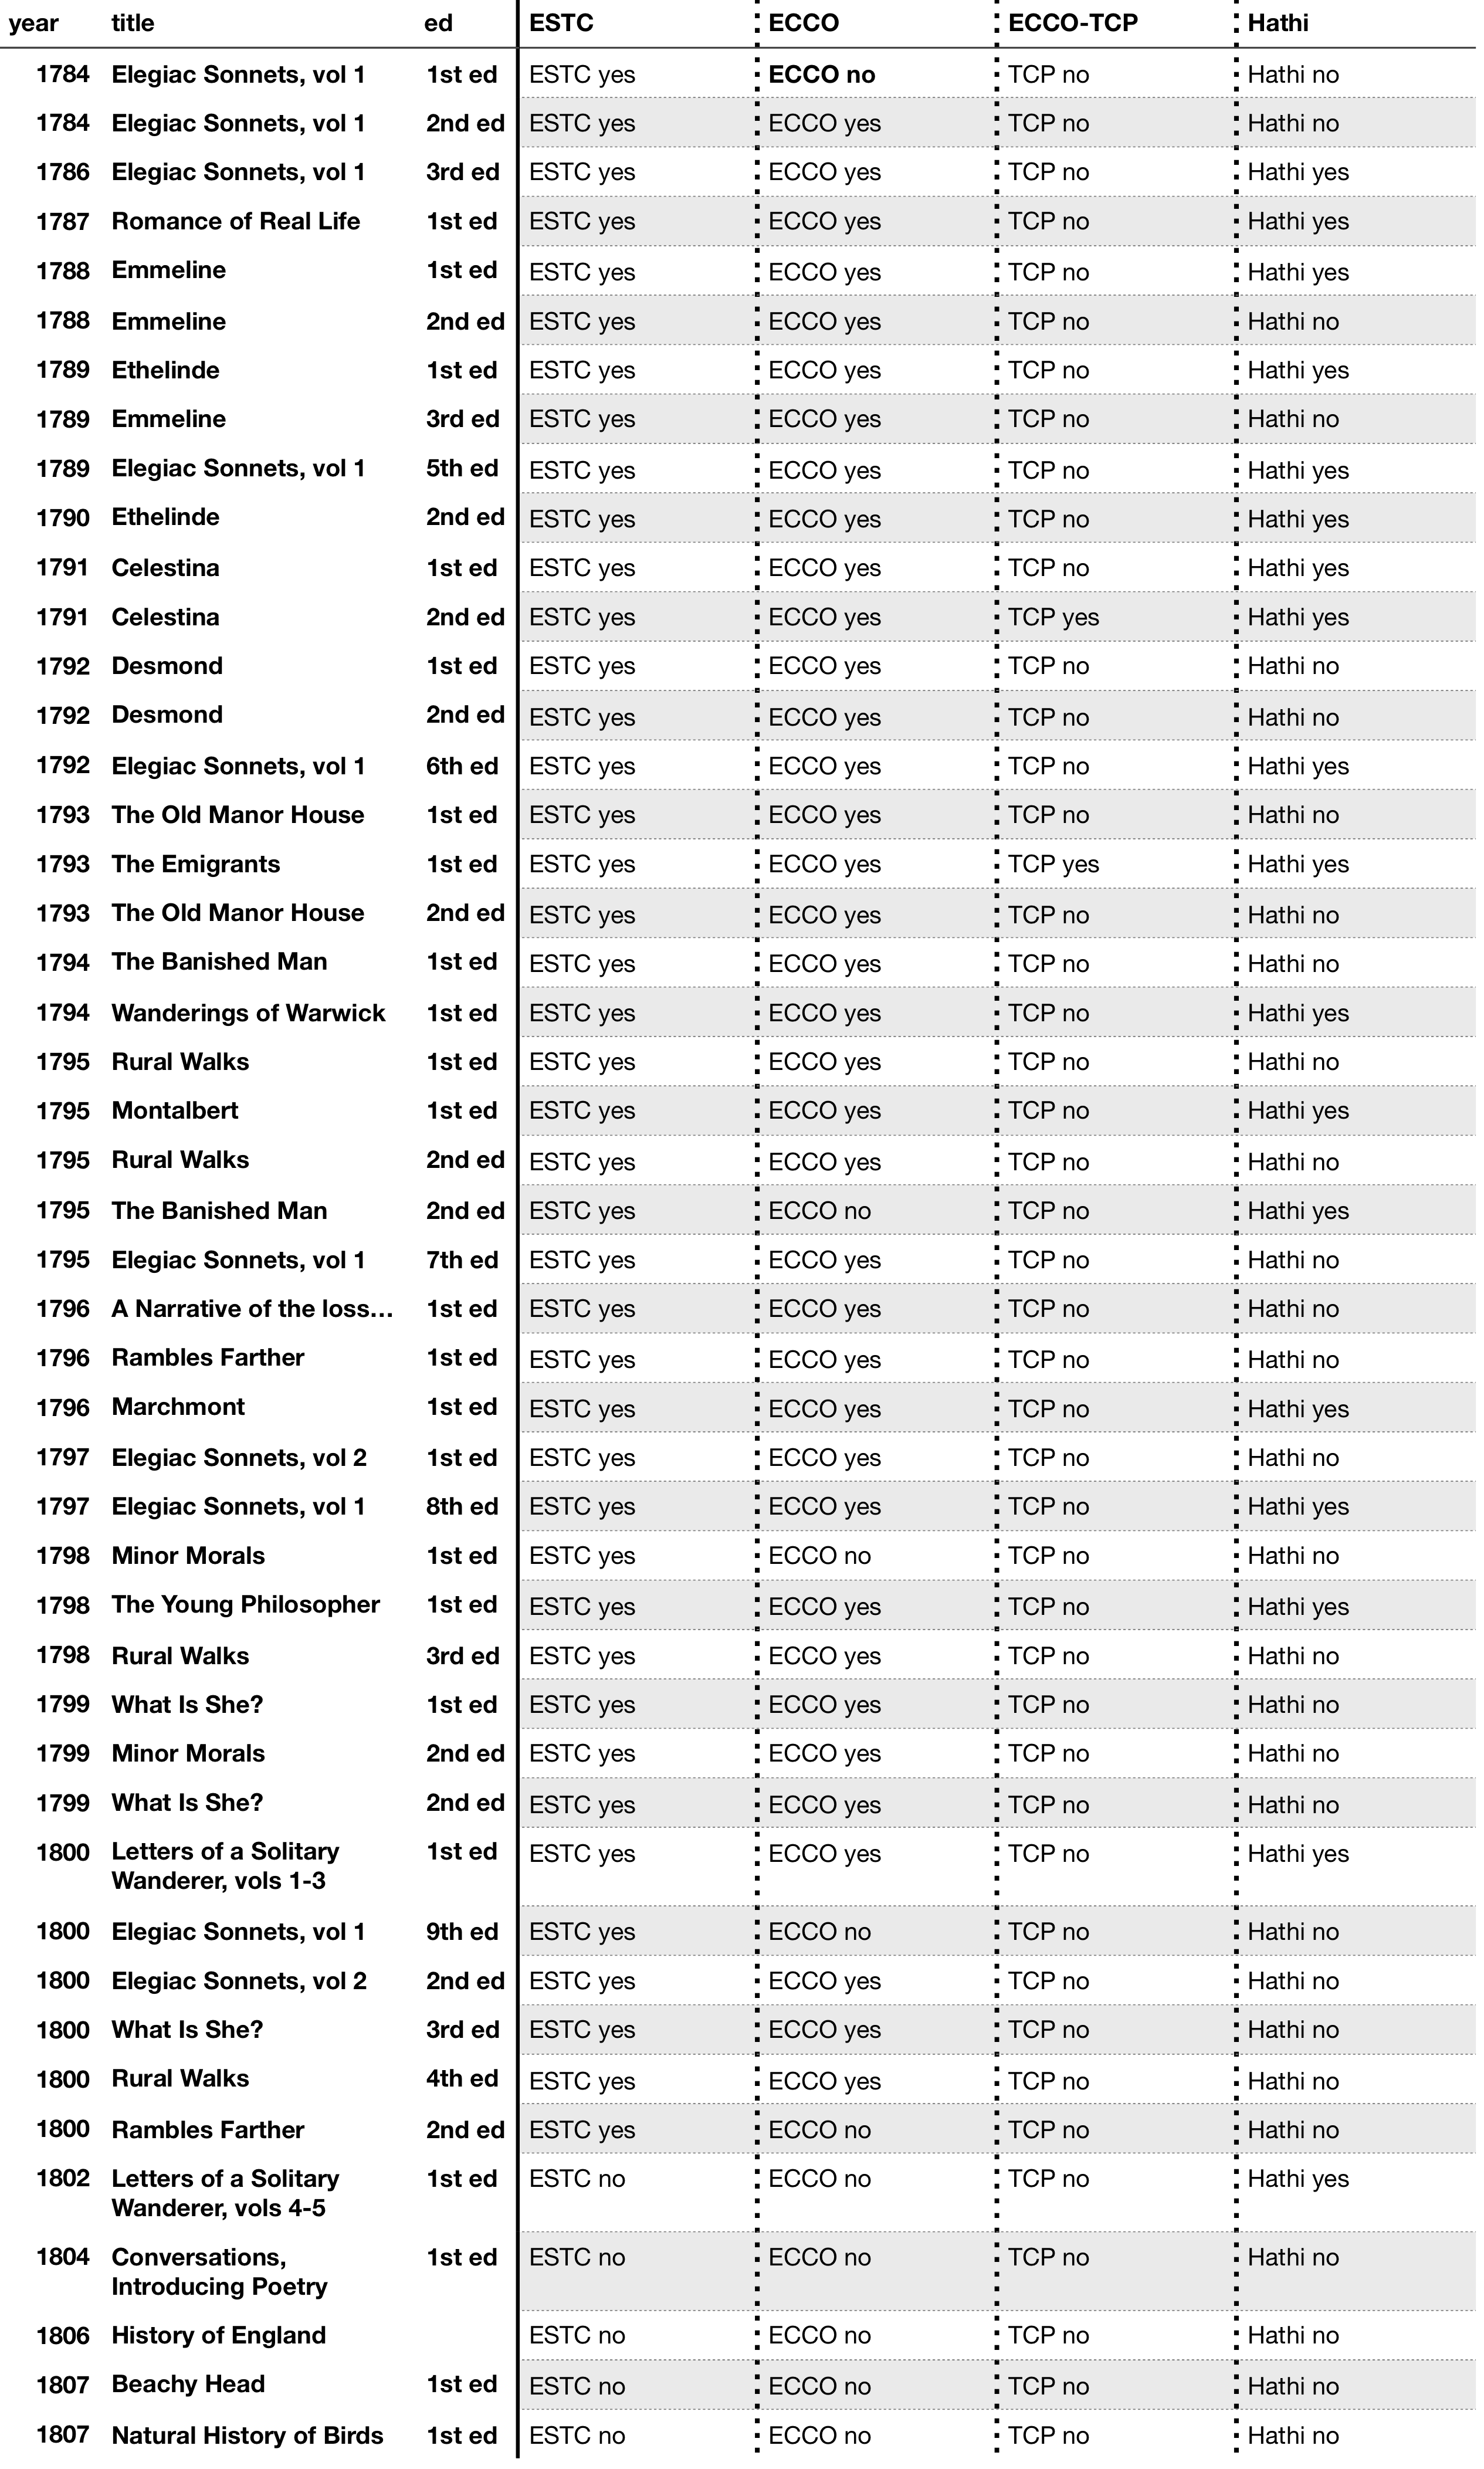 year title ed ESTC ECCO ECCO-TCP Hathi
1784 Elegiac Sonnets, vol 1 1st ed ESTC yes ECCO no TCP no Hathi no
1784 Elegiac Sonnets, vol 1 2nd ed ESTC yes ECCO yes TCP no Hathi no
1786 Elegiac Sonnets, vol 1 3rd ed ESTC yes ECCO yes TCP no Hathi yes
1787 Romance of Real Life 1st ed ESTC yes ECCO yes TCP no Hathi yes
1788 Emmeline 1st ed ESTC yes ECCO yes TCP no Hathi yes
1788 Emmeline 2nd ed ESTC yes ECCO yes TCP no Hathi no
1789 Ethelinde 1st ed ESTC yes ECCO yes TCP no Hathi yes
1789 Emmeline 3rd ed ESTC yes ECCO yes TCP no Hathi no
1789 Elegiac Sonnets, vol 1 5th ed ESTC yes ECCO yes TCP no Hathi yes
1790 Ethelinde 2nd ed ESTC yes ECCO yes TCP no Hathi yes
1791 Celestina 1st ed ESTC yes ECCO yes TCP no Hathi yes
1791 Celestina 2nd ed ESTC yes ECCO yes TCP yes Hathi yes
1792 Desmond 1st ed ESTC yes ECCO yes TCP no Hathi no
1792 Desmond 2nd ed ESTC yes ECCO yes TCP no Hathi no
1792 Elegiac Sonnets, vol 1 6th ed ESTC yes ECCO yes TCP no Hathi yes
1793 The Old Manor House 1st ed ESTC yes ECCO yes TCP no Hathi no
1793 The Emigrants 1st ed ESTC yes ECCO yes TCP yes Hathi yes
1793 The Old Manor House 2nd ed ESTC yes ECCO yes TCP no Hathi no
1794 The Banished Man 1st ed ESTC yes ECCO yes TCP no Hathi no
1794 Wanderings of Warwick 1st ed ESTC yes ECCO yes TCP no Hathi yes
1795 Rural Walks 1st ed ESTC yes ECCO yes TCP no Hathi no
1795 Montalbert 1st ed ESTC yes ECCO yes TCP no Hathi yes
1795 Rural Walks 2nd ed ESTC yes ECCO yes TCP no Hathi no
1795 The Banished Man 2nd ed ESTC yes ECCO no TCP no Hathi yes
1795 Elegiac Sonnets, vol 1 7th ed ESTC yes ECCO yes TCP no Hathi no
1796 A Narrative of the loss… 1st ed ESTC yes ECCO yes TCP no Hathi no
1796 Rambles Farther 1st ed ESTC yes ECCO yes TCP no Hathi no
1796 Marchmont 1st ed ESTC yes ECCO yes TCP no Hathi yes
1797 Elegiac Sonnets, vol 2 1st ed ESTC yes ECCO yes TCP no Hathi no
1797 Elegiac Sonnets, vol 1 8th ed ESTC yes ECCO yes TCP no Hathi yes
1798 Minor Morals 1st ed ESTC yes ECCO no TCP no Hathi no
1798 The Young Philosopher 1st ed ESTC yes ECCO yes TCP no Hathi yes
1798 Rural Walks 3rd ed ESTC yes ECCO yes TCP no Hathi no
1799 What Is She? 1st ed ESTC yes ECCO yes TCP no Hathi no
1799 Minor Morals 2nd ed ESTC yes ECCO yes TCP no Hathi no
1799 What Is She? 2nd ed ESTC yes ECCO yes TCP no Hathi no
1800 Letters of a Solitary 1st ed ESTC yes ECCO yes TCP no Hathi yes
Wanderer, vols 1-3
1800 Elegiac Sonnets, vol 1 9th ed ESTC yes ECCO no TCP no Hathi no
1800 Elegiac Sonnets, vol 2 2nd ed ESTC yes ECCO yes TCP no Hathi no
1800 What Is She? 3rd ed ESTC yes ECCO yes TCP no Hathi no
1800 Rural Walks 4th ed ESTC yes ECCO yes TCP no Hathi no
1800 Rambles Farther 2nd ed ESTC yes ECCO no TCP no Hathi no
1802 Letters of a Solitary 1st ed ESTC no ECCO no TCP no Hathi yes
Wanderer, vols 4-5
1804 Conversations, 1st ed ESTC no ECCO no TCP no Hathi no
Introducing Poetry
1806 History of England ESTC no ECCO no TCP no Hathi no
1807 Beachy Head 1st ed ESTC no ECCO no TCP no Hathi no
1807 Natural History of Birds 1st ed ESTC no ECCO no TCP no Hathi no